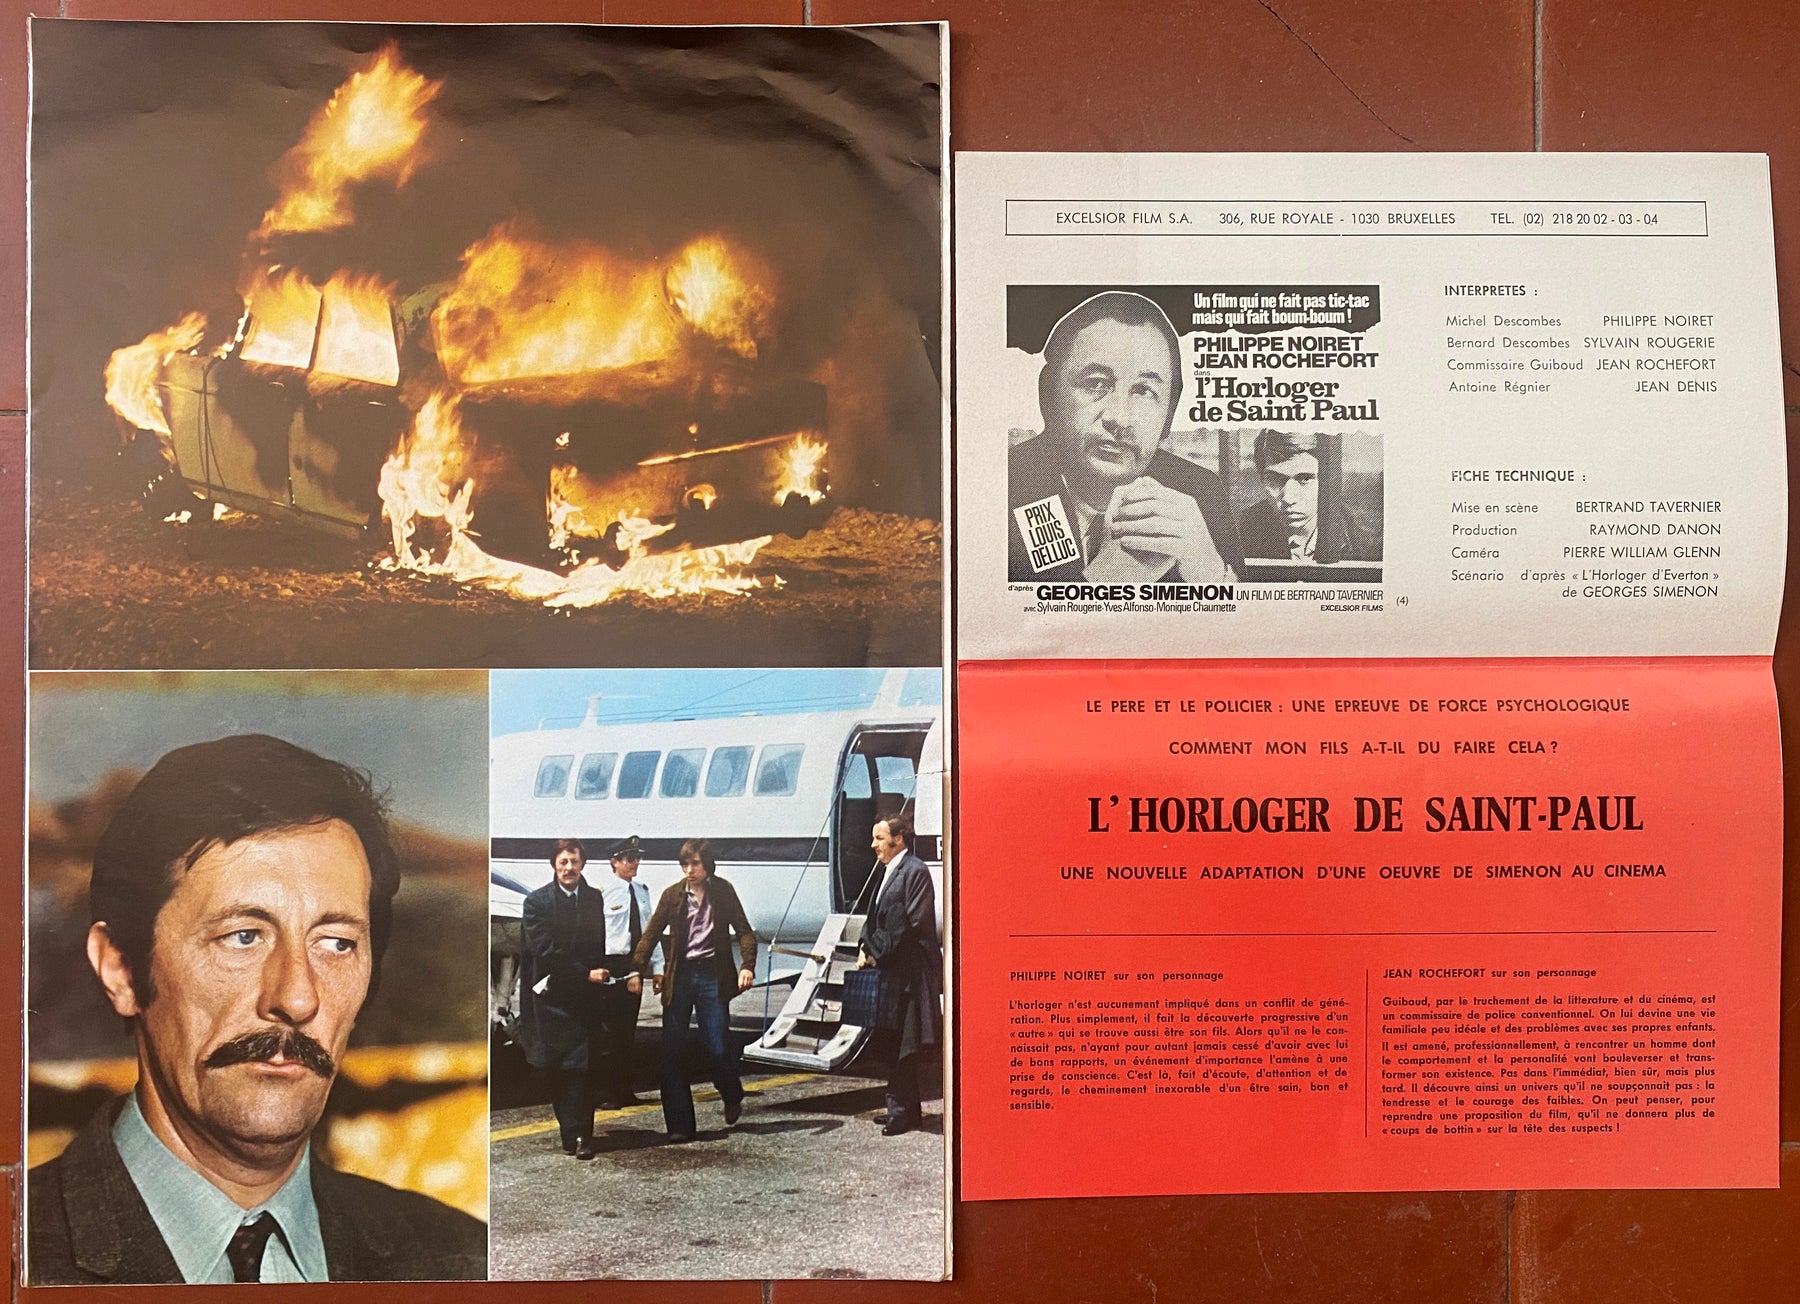 EXCELSIOR FILM S.A. 306, RUE ROYALE - 1030 BRUXELLES TEL. (02) 218 20 02 - 03 - 04
Un film qui ne fait pas tic-tac
mais qui fait boum-boum !
PHILIPPE NOIRET
JEAN ROCHEFORT
dans
l'Horloger
de Saint Paul
PRIX
LOUIS
DELLUC
d'après GEORGES SIMENON UN FILM DE BERTRAND TAVERNIER
avec Sylvain Rougerie-Yves Alfonso-Monique Chaumette EXCELSIOR FILMS
(4)
INTERPRETES :
Michel Descombes PHILIPPE NOIRET
Bernard Descombes SYLVAIN ROUGERIE
Commissaire Guiboud JEAN ROCHEFORT
Antoine Régnier JEAN DENIS
FICHE TECHNIQUE :
Mise en scène BERTRAND TAVERNIER
Production RAYMOND DANON
Caméra PIERRE WILLIAM GLENN
Scénario d'après « L'Horloger d'Everton »
de GEORGES SIMENON
LE PERE ET LE POLICIER : UNE EPREUVE DE FORCE PSYCHOLOGIQUE
COMMENT MON FILS A-T-IL DU FAIRE CELA ?
L'HORLOGER DE SAINT-PAUL
UNE NOUVELLE ADAPTATION D'UNE OEUVRE DE SIMENON AU CINEMA
PHILIPPE NOIRET sur son personnage
L'horloger n'est aucunement impliqué dans un conflit de géné-
ration. Plus simplement, il fait la découverte progressive d'un
« autre » qui se trouve aussi être son fils. Alors qu'il ne le con-
naissait pas, n'ayant pour autant jamais cessé d'avoir avec lui
de bons rapports, un événement d'importance l'amène à une
prise de conscience. C'est là, fait d'écoute, d'attention et de
regards, le cheminement inexorable d'un être sain, bon et
sensible.
JEAN ROCHEFORT sur son personnage
Guiboud, par le truchement de la litterature et du cinéma, est
un commissaire de police conventionnel. On lui devine une vie
familiale peu idéale et des problèmes avec ses propres enfants.
Il est amené, professionnellement, à rencontrer un homme dont
le comportement et la personalité vont bouleverser et trans-
former son existence. Pas dans l'immédiat, bien sûr, mais plus
tard. Il découvre ainsi un univers qu'il ne soupçonnait pas : la
tendresse et le courage des faibles. On peut penser, pour
reprendre une proposition du film, qu'il ne donnera plus de
« coups de bottin » sur la tête des suspects !